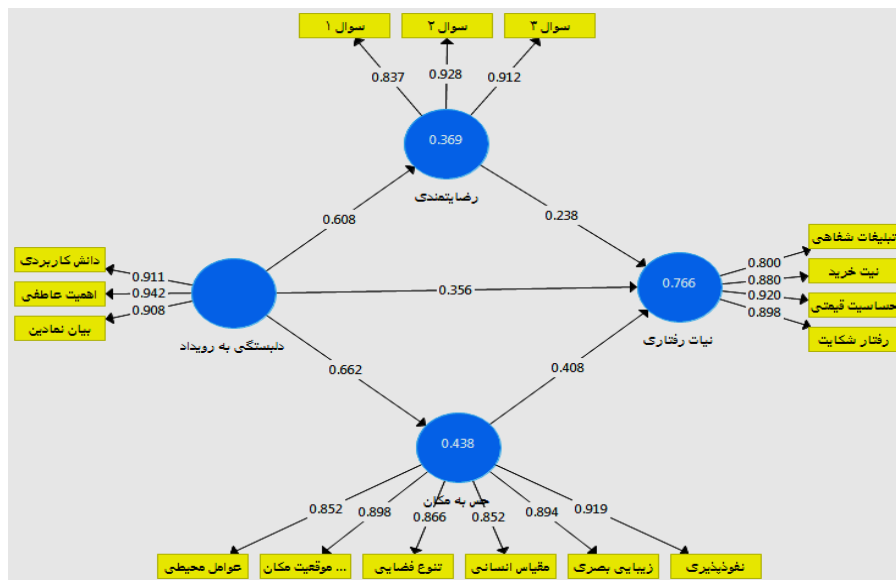 سوال ۱
سوال ۲
سوال ۳
0.837
0.928
0.912
0.369
رضایتمندی
0.608
0.238
دانش کاربردی
اهمیت عاطفی
بیان نمادین
0.911
0.942
0.908
دلبستگی به رویداد
0.356
0.766
نیات رفتاری
0.800
0.880
0.920
0.898
تبلیغات شفاهی
نیت خرید
حساسیت قیمتی
رفتار شکایت
0.662
0.408
0.438
حس به مکان
0.852
0.898
0.866
0.852
0.894
0.919
عوامل محیطی
موقعیت مکان ...
تنوع فضایی
مقیاس انسانی
زیبایی بصری
نفوذپذیری